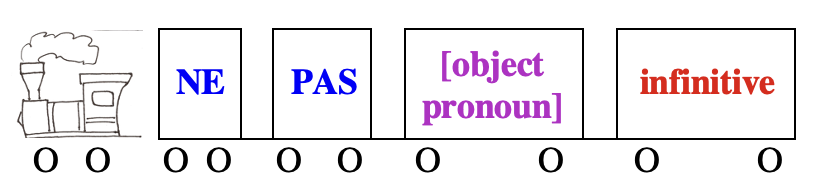 NE PAS [object pronoun] infinitive
O O O O O O O O O O